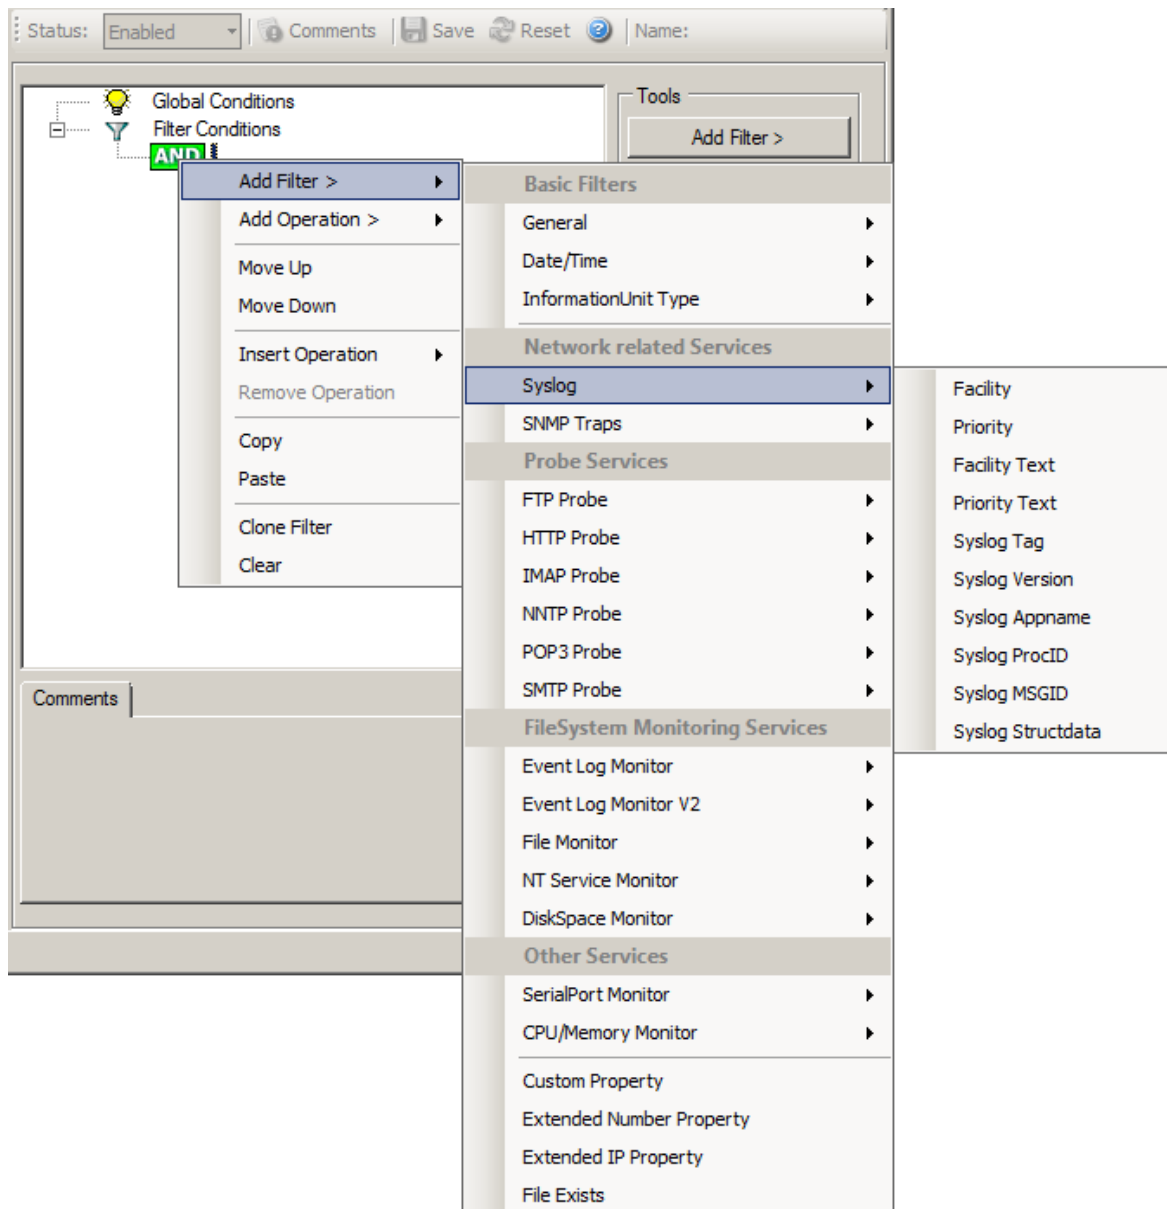 Status: Enabled Comments Save Reset Name:
Global Conditions
Filter Conditions
AND
Tools
Add Filter >
Add Filter >
Add Operation >
Move Up
Move Down
Insert Operation
Remove Operation
Copy
Paste
Clone Filter
Clear
Basic Filters
General
Date/Time
InformationUnit Type
Network related Services
Syslog
SNMP Traps
Probe Services
FTP Probe
HTTP Probe
IMAP Probe
NNTP Probe
POP3 Probe
SMTP Probe
FileSystem Monitoring Services
Event Log Monitor
Event Log Monitor V2
File Monitor
NT Service Monitor
DiskSpace Monitor
Other Services
SerialPort Monitor
CPU/Memory Monitor
Custom Property
Extended Number Property
Extended IP Property
File Exists
Facility
Priority
Facility Text
Priority Text
Syslog Tag
Syslog Version
Syslog Appname
Syslog ProcID
Syslog MSGID
Syslog Structdata
Comments